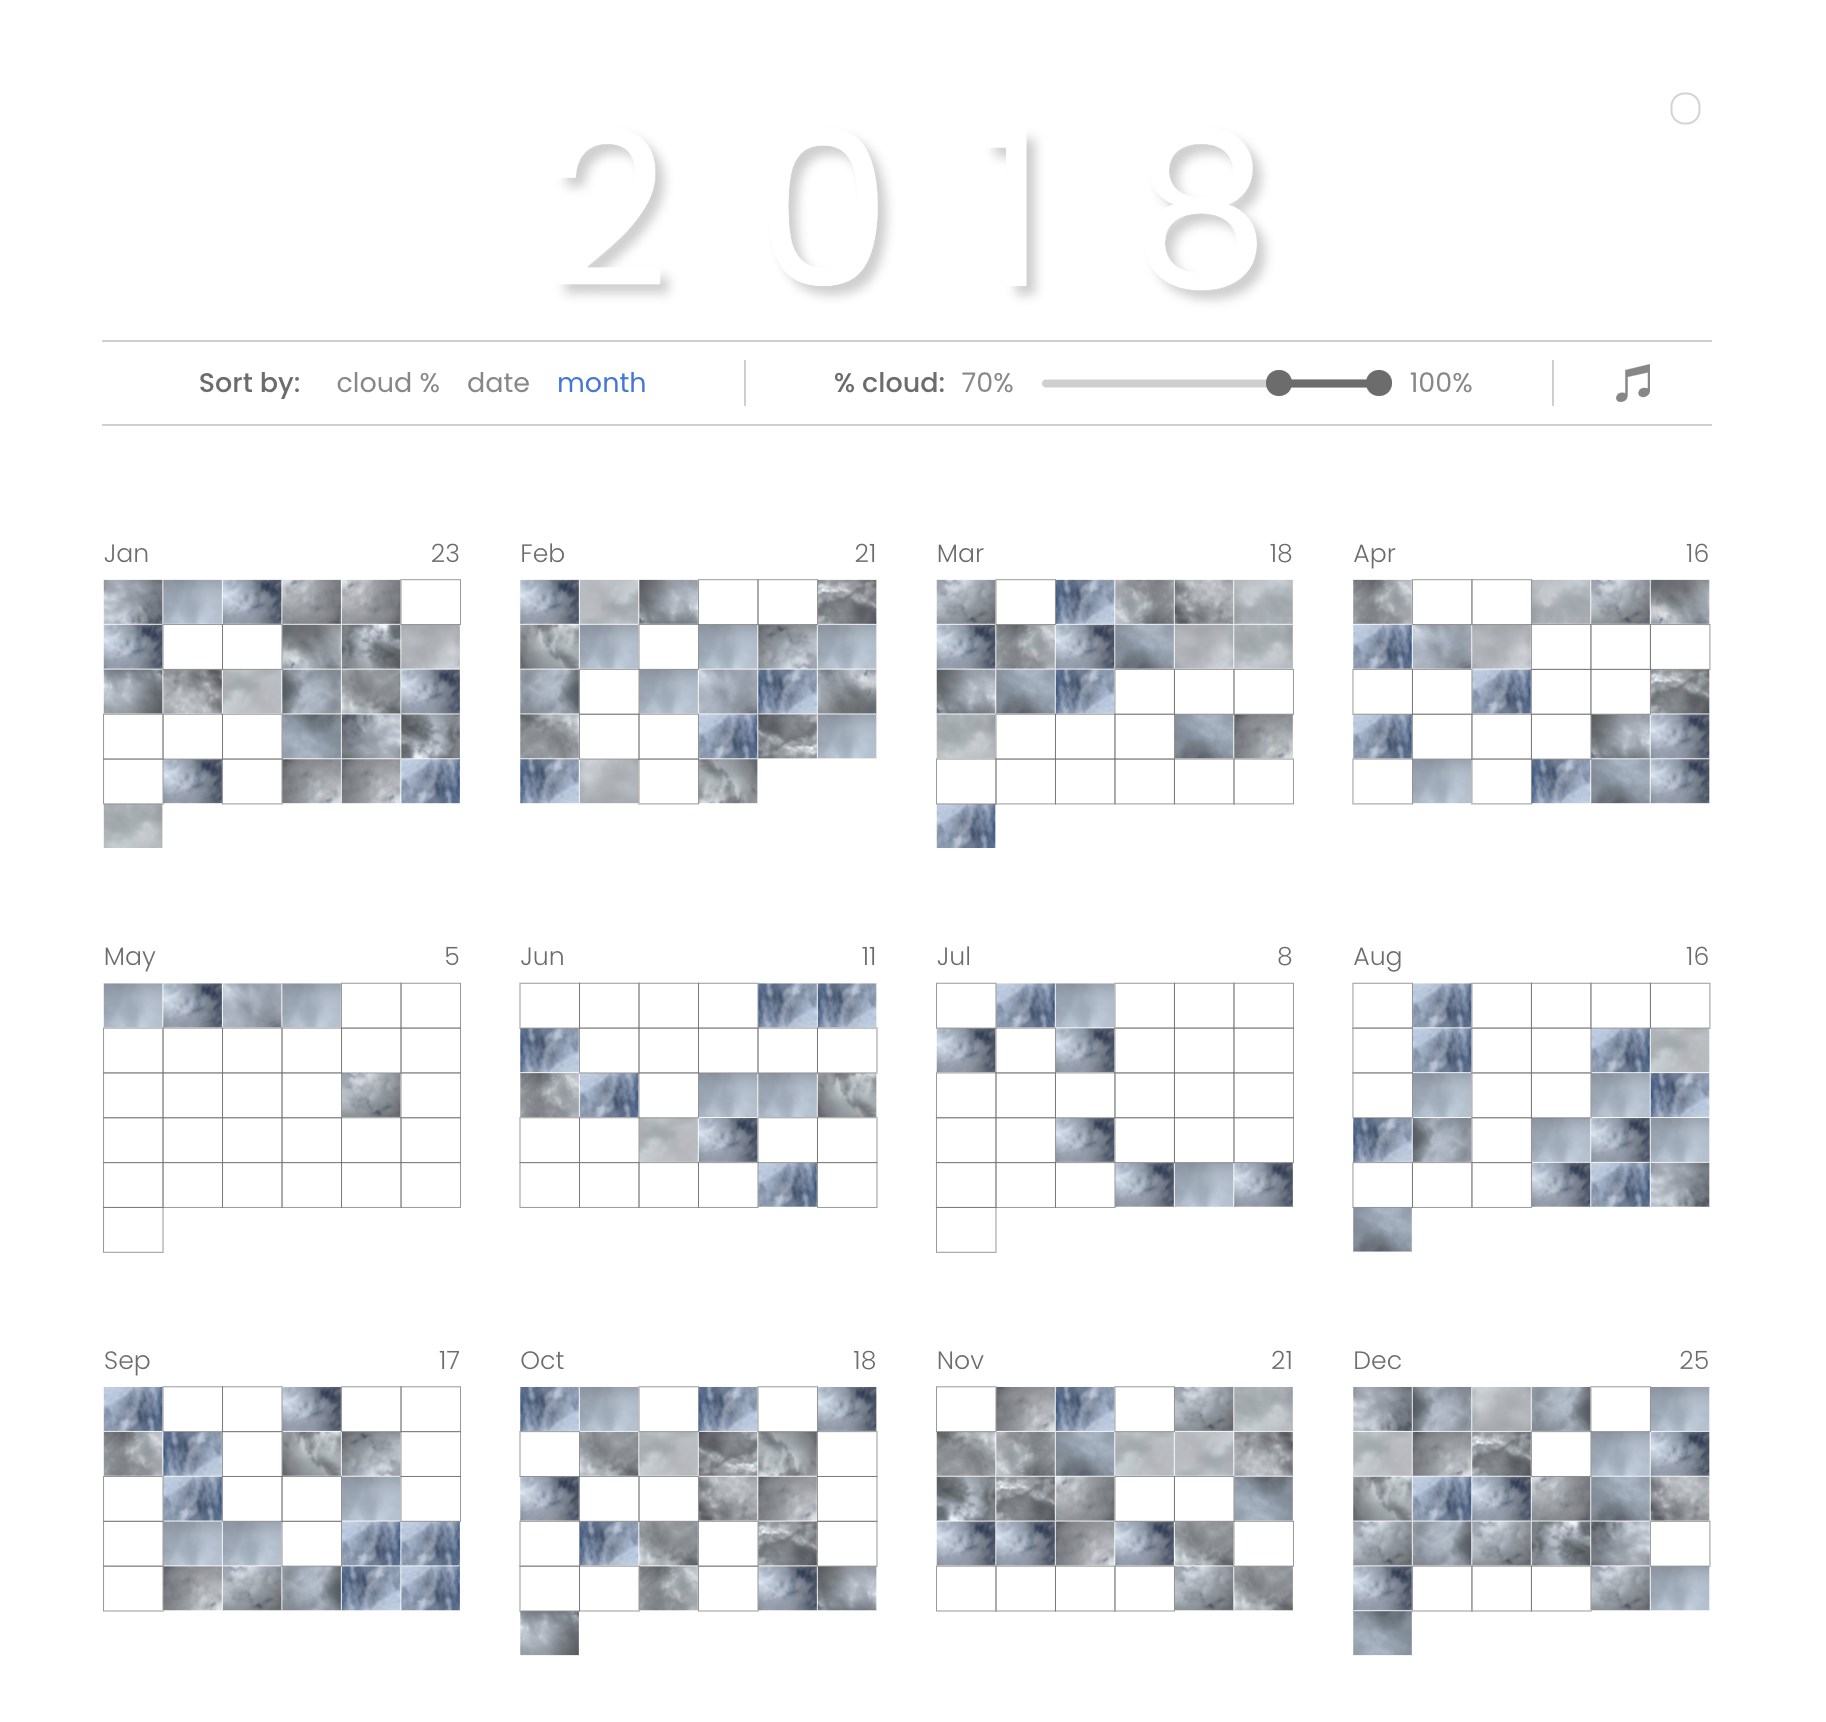 2018
Sort by: cloud % date month % cloud: 70% 100%
Jan 23 Feb 21 Mar 18 Apr 16
May 5 Jun 11 Jul 8 Aug 16
Sep 17 Oct 18 Nov 21 Dec 25